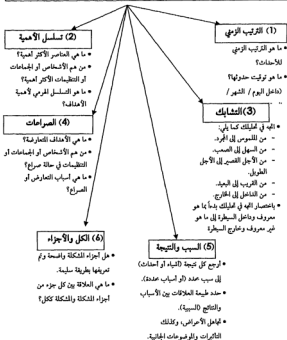 (1) الترتيب الزمني
• ما هو الترتيب الزمني
للأحداث؟
• ما هو توقيت حدوثها؟
(داخل اليوم / الشهر /
(2) تسلسل الأهمية
• ما هي العناصر الأكثر أهمية؟
• من هم الأشخاص أو الجماعات
أو التنظيمات الأكثر أهمية؟
• ما هو التسلسل الهرمي لأهمية
الأهداف؟
(3) التشابك
• اتجه في تحليلك كما يلي:
- من الملموس إلى المجرد.
- من السهل إلى الصعب.
- من الأجل القصير إلى الأجل
الطويل.
- من القريب إلى البعيد.
- من الداخل إلى الخارج.
• باختصار اتجه في تحليلك بدءاً بما هو
معروف وداخل السيطرة إلى ما هو
غير معروف وخارج السيطرة
(4) الصراعات
• ما هي الأهداف المتعارضة؟
• من هم الأشخاص أو الجماعات أو
التنظيمات في حالة صراع؟
• ما هي أسباب التعارض أو
الصراع؟
(5) السبب والنتيجة
• أرجع كل نتيجة (أشياء أو أحداث)
إلى سبب محدد (أو أسباب محددة).
• حدد طبيعة العلاقات بين الأسباب
والنتائج (السببية).
• تجاهل الأعراض، وكذلك
التأثيرات والموضوعات الجانبية.
(6) الكل والأجزاء
• هل أجزاء المشكلة واضحة وتم
تعريفها بطريقة سليمة.
• ما هي العلاقة بين كل جزء من
أجزاء المشكلة والمشكلة ككل؟